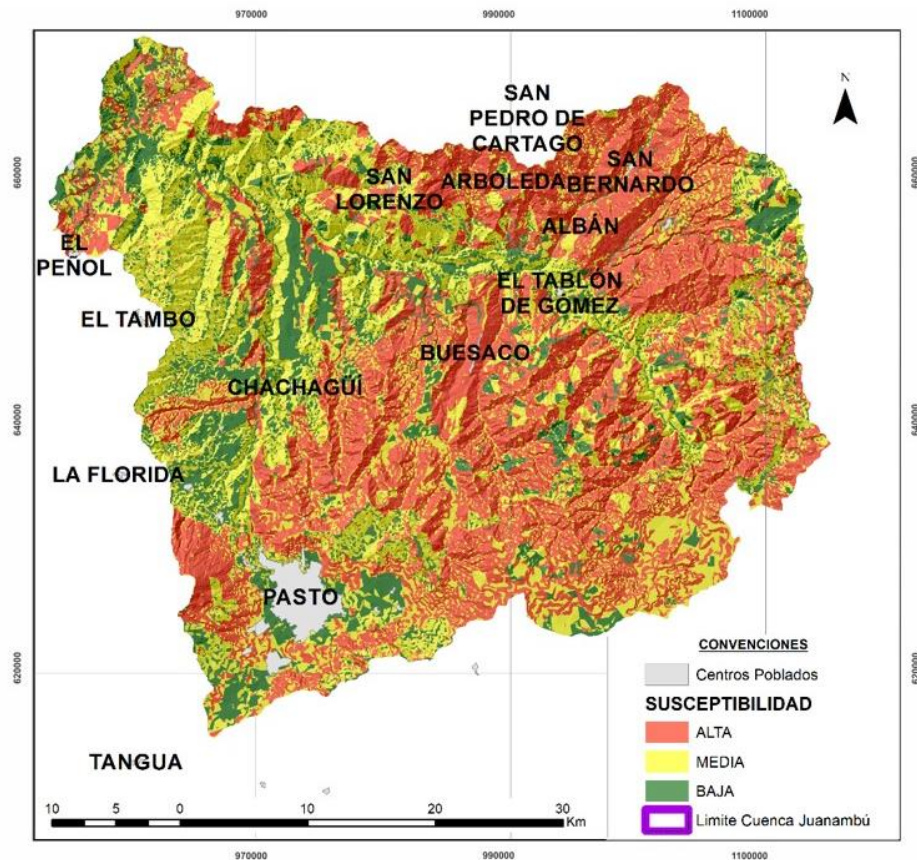 970000
990000
1100000
N
660000
660000
SAN
PEDRO DE
CARTAGO
SAN
BERNARDO
SAN
LORENZO
ARBOLEDA
ALBÁN
EL
PEÑOL
EL TABLÓN
DE GÓMEZ
EL TAMBO
BUESACO
CHACHAGÜÍ
640000
640000
LA FLORIDA
PASTO
620000
620000
TANGUA
CONVENCIONES
Centros Poblados
SUSCEPTIBILIDAD
ALTA
MEDIA
BAJA
Limite Cuenca Juanambú
10 5 0 10 20 30
Km
970000
990000
1100000